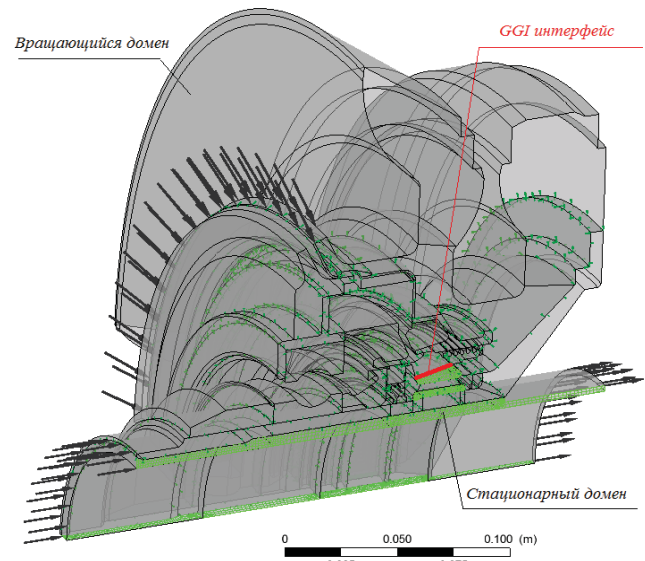 GGI интерфейс
Вращающийся домен
Стационарный домен
0 0.050 0.100 (m)